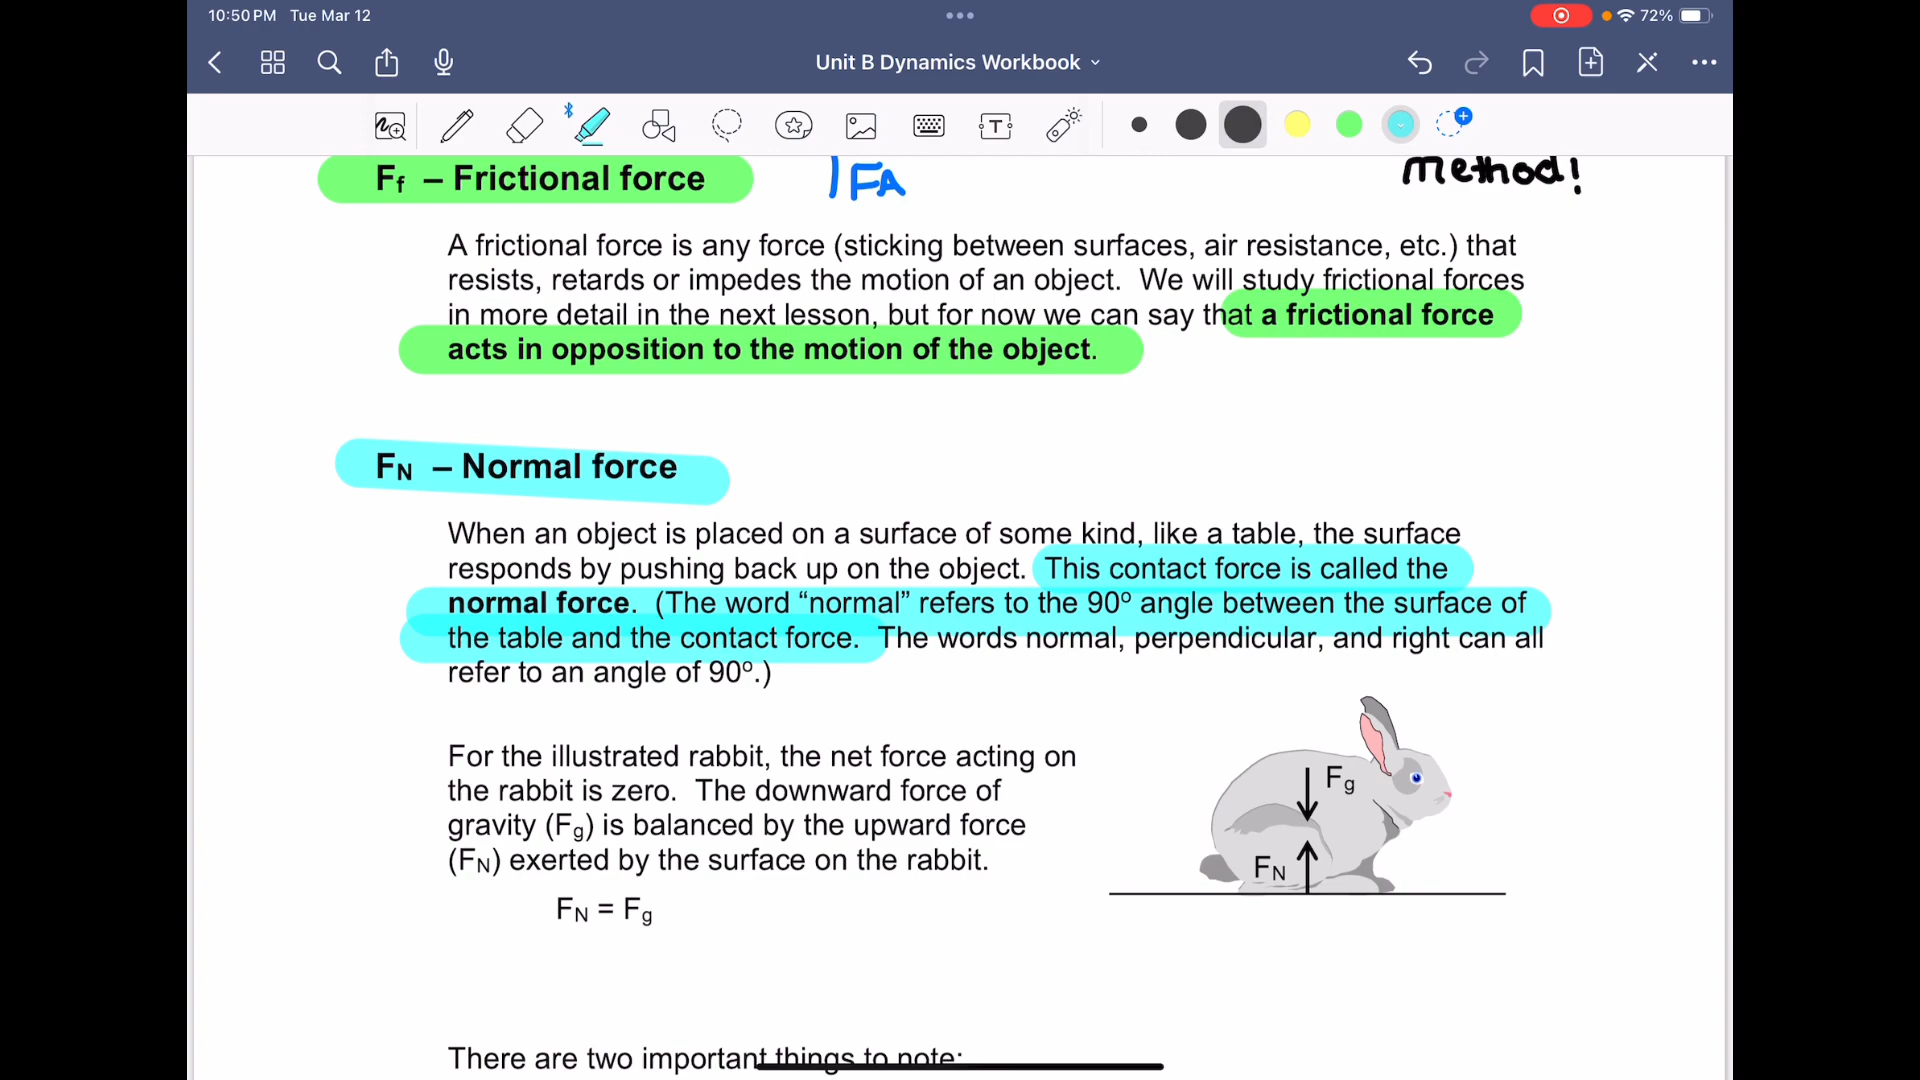 10:50 PM Tue Mar 12
72%
Unit B Dynamics Workbook
T
Ff – Frictional force
FA
Method!
A frictional force is any force (sticking between surfaces, air resistance, etc.) that
resists, retards or impedes the motion of an object. We will study frictional forces
in more detail in the next lesson, but for now we can say that a frictional force
acts in opposition to the motion of the object.
FN – Normal force
When an object is placed on a surface of some kind, like a table, the surface
responds by pushing back up on the object. This contact force is called the
normal force. (The word “normal” refers to the 90º angle between the surface of
the table and the contact force. The words normal, perpendicular, and right can all
refer to an angle of 90º.)
For the illustrated rabbit, the net force acting on
the rabbit is zero. The downward force of
gravity (Fg) is balanced by the upward force
(FN) exerted by the surface on the rabbit.
FN = Fg
Fg
FN
There are two important things to note: